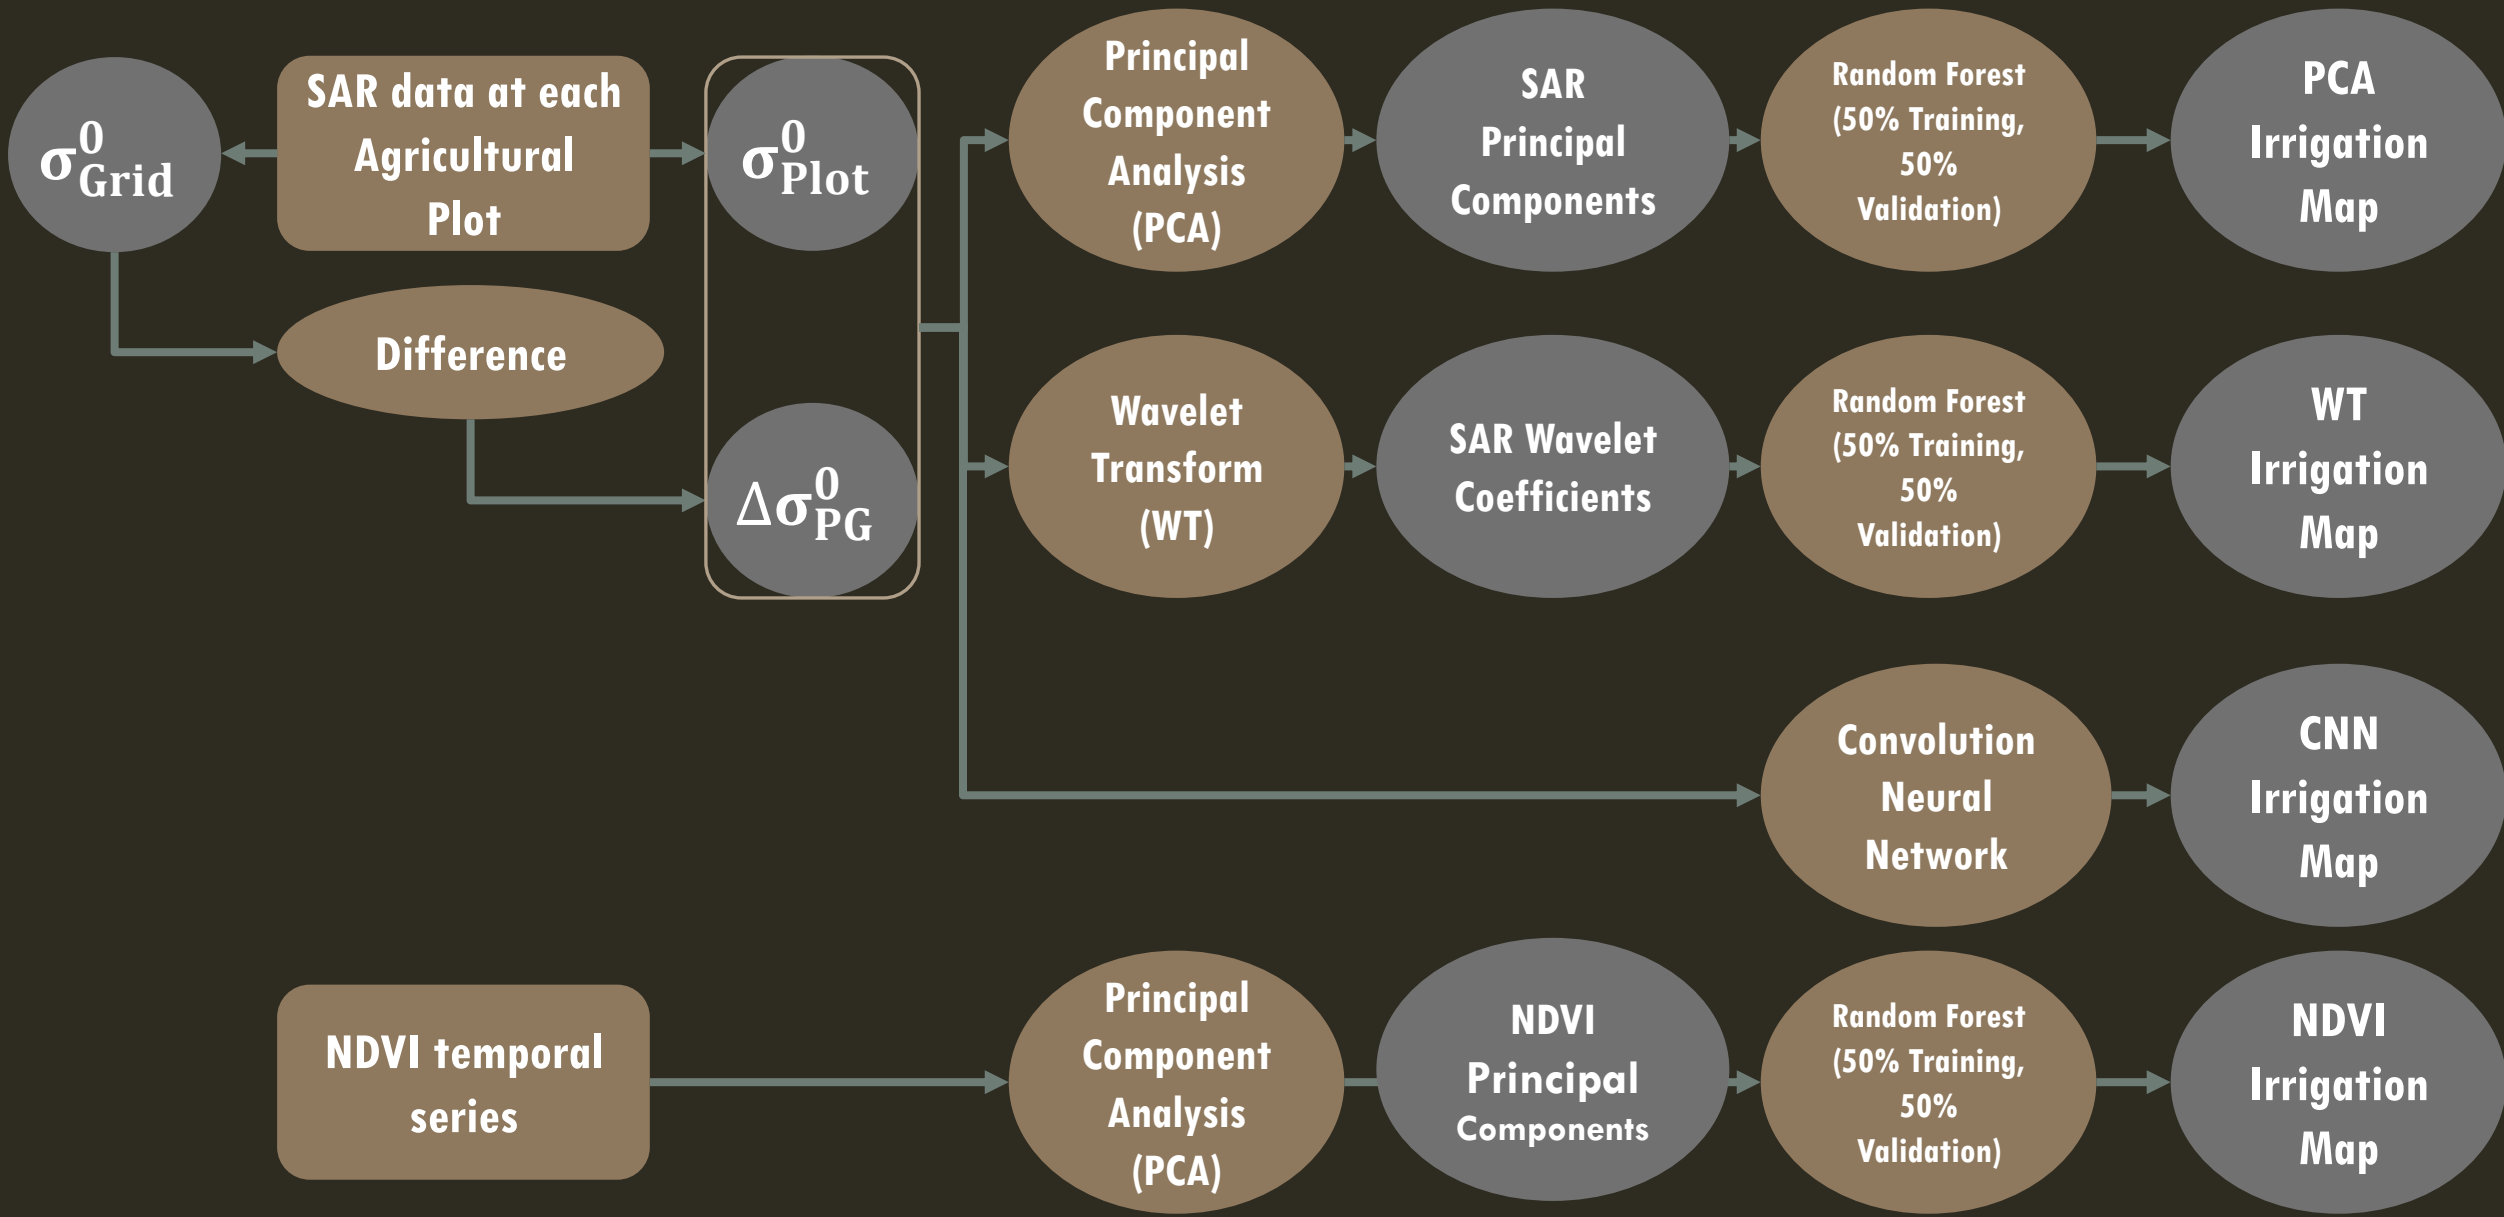 σ⁰Grid
SAR data at each
Agricultural
Plot
σ⁰Plot
Principal
Component
Analysis
(PCA)
SAR
Principal
Components
Random Forest
(50% Training,
50%
Validation)
PCA
Irrigation
Map
Difference
Δσ⁰PG
Wavelet
Transform
(WT)
SAR Wavelet
Coefficients
Random Forest
(50% Training,
50%
Validation)
WT
Irrigation
Map
Convolution
Neural
Network
CNN
Irrigation
Map
NDVI temporal
series
Principal
Component
Analysis
(PCA)
NDVI
Principal
Components
Random Forest
(50% Training,
50%
Validation)
NDVI
Irrigation
Map